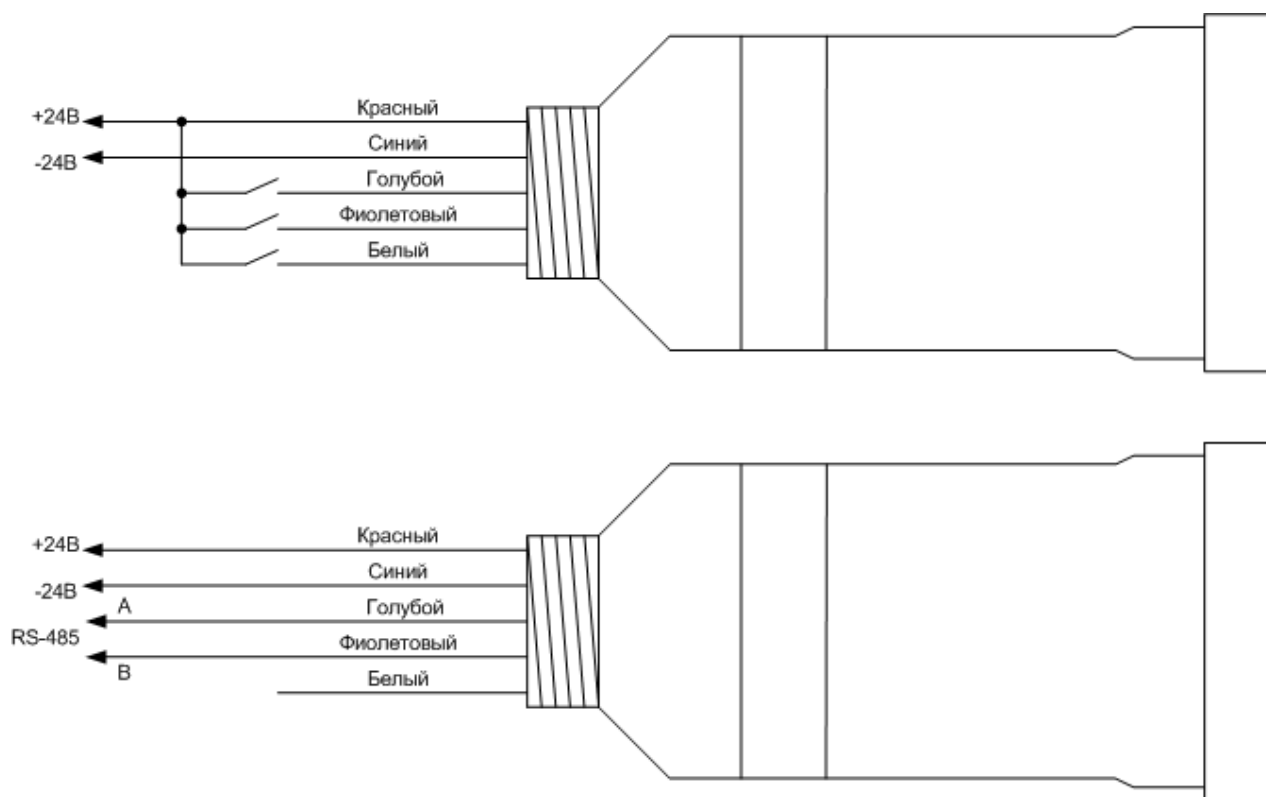 +24В
Красный
-24В
Синий
Голубой
Фиолетовый
Белый
+24В
Красный
-24В
Синий
A
Голубой
RS-485
Фиолетовый
B
Белый